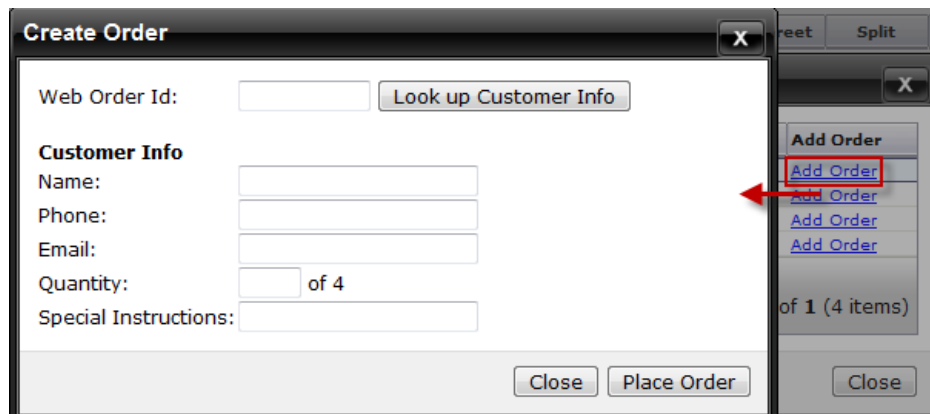 Create Order
X
reet Split
X
Web Order Id: Look up Customer Info
Customer Info
Name:
Phone:
Email:
Quantity: of 4
Special Instructions:
Close Place Order
Add Order
Add Order
Add Order
Add Order
Add Order
of 1 (4 items)
Close